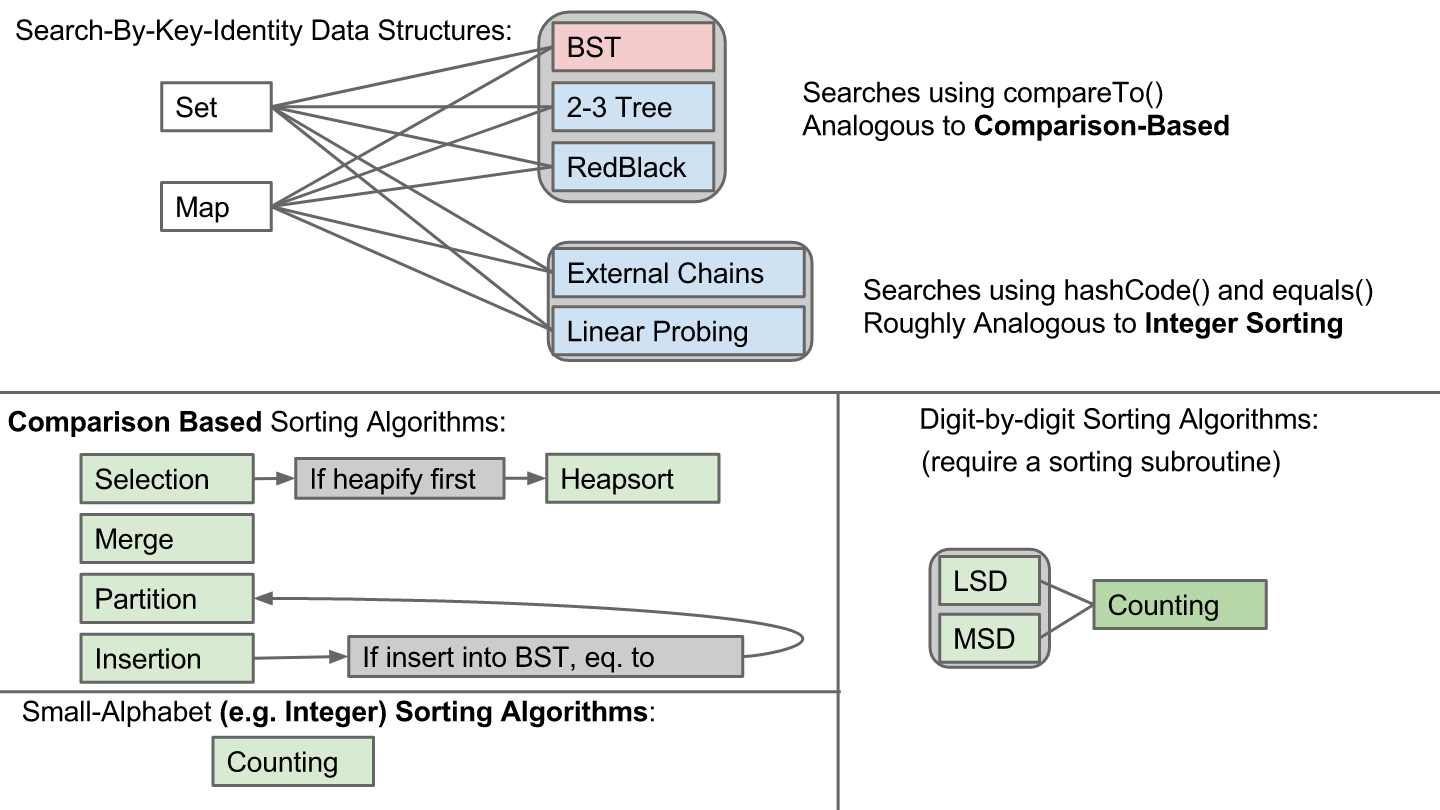 Search-By-Key-Identity Data Structures:
BST
Set
2-3 Tree
RedBlack
Map
Searches using compareTo()
Analogous to Comparison-Based
External Chains
Linear Probing
Searches using hashCode() and equals()
Roughly Analogous to Integer Sorting
Comparison Based Sorting Algorithms:
Selection
If heapify first
Heapsort
Merge
Partition
Insertion
If insert into BST, eq. to
Small-Alphabet (e.g. Integer) Sorting Algorithms:
Counting
Digit-by-digit Sorting Algorithms:
(require a sorting subroutine)
LSD
MSD
Counting